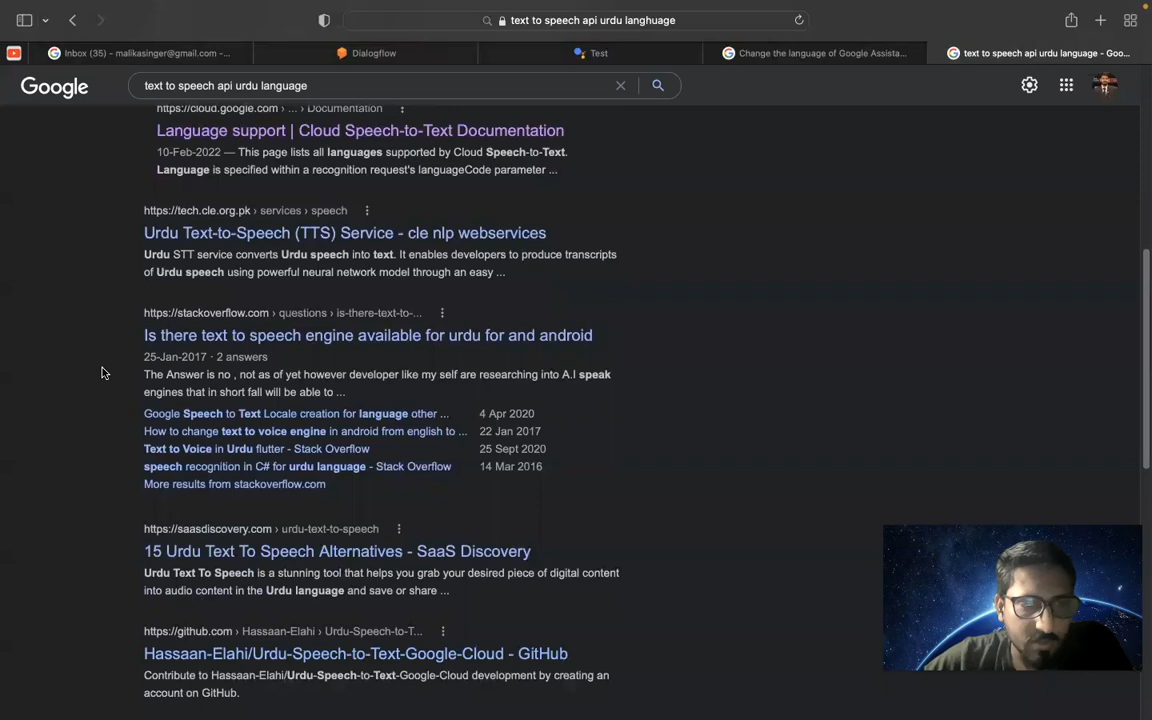 text to speech api urdu langhuage
Inbox (35) - malikasinger@gmail.com -...
Dialogflow
Test
Change the language of Google Assista...
text to speech api urdu language - Goo...
Google
text to speech api urdu language
https://cloud.google.com › ... › Documentation
Language support | Cloud Speech-to-Text Documentation
10-Feb-2022 — This page lists all languages supported by Cloud Speech-to-Text.
Language is specified within a recognition request's languageCode parameter ...
https://tech.cle.org.pk › services › speech
Urdu Text-to-Speech (TTS) Service - cle nlp webservices
Urdu STT service converts Urdu speech into text. It enables developers to produce transcripts
of Urdu speech using powerful neural network model through an easy ...
https://stackoverflow.com › questions › is-there-text-to-...
Is there text to speech engine available for urdu for and android
25-Jan-2017 · 2 answers
The Answer is no , not as of yet however developer like my self are researching into A.I speak
engines that in short fall will be able to ...
Google Speech to Text Locale creation for language other ... 4 Apr 2020
How to change text to voice engine in android from english to ... 22 Jan 2017
Text to Voice in Urdu flutter - Stack Overflow 25 Sept 2020
speech recognition in C# for urdu language - Stack Overflow 14 Mar 2016
More results from stackoverflow.com
https://saasdiscovery.com › urdu-text-to-speech
15 Urdu Text To Speech Alternatives - SaaS Discovery
Urdu Text To Speech is a stunning tool that helps you grab your desired piece of digital content
into audio content in the Urdu language and save or share ...
https://github.com › Hassaan-Elahi › Urdu-Speech-to-T...
Hassaan-Elahi/Urdu-Speech-to-Text-Google-Cloud - GitHub
Contribute to Hassaan-Elahi/Urdu-Speech-to-Text-Google-Cloud development by creating an
account on GitHub.